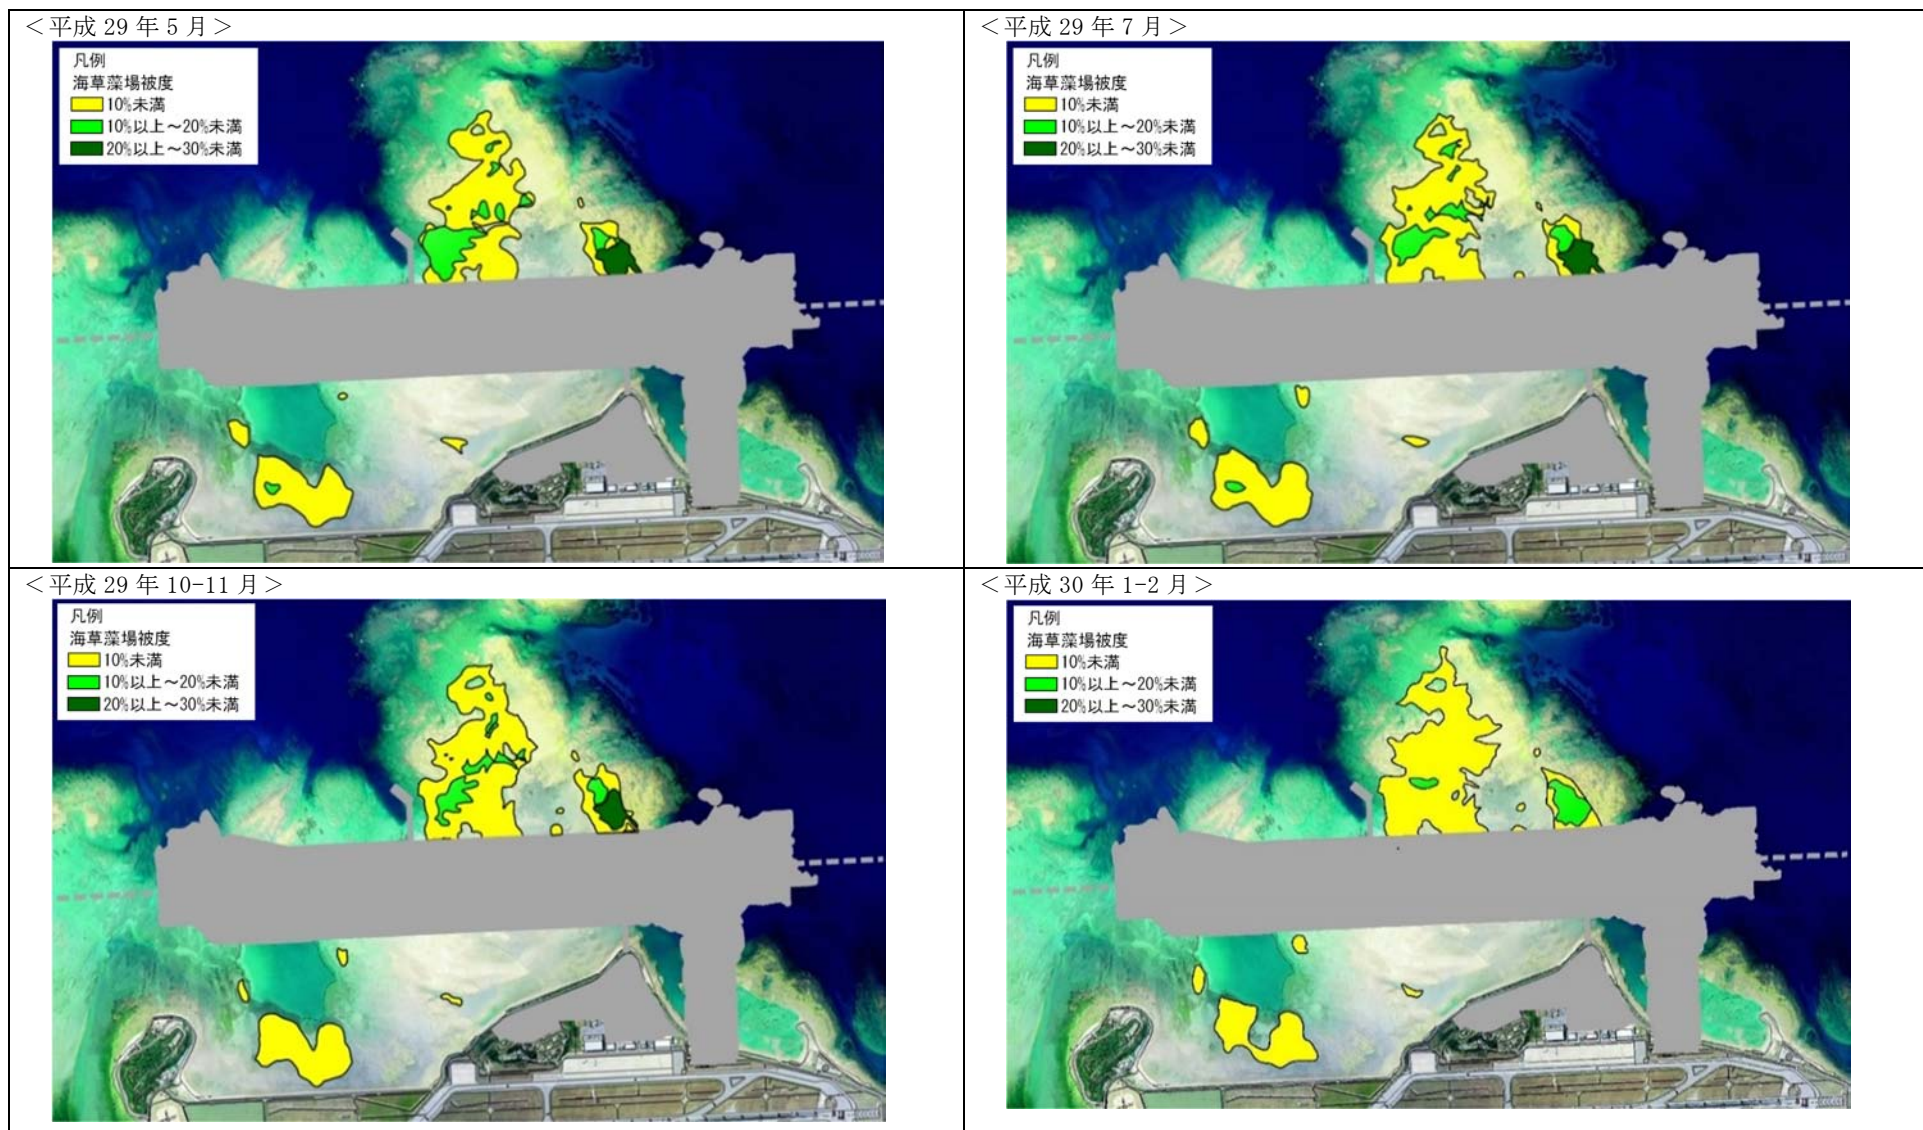 ＜平成 29 年 5 月＞
凡例
海草藻場被度
10%未満
10%以上～20%未満
20%以上～30%未満
＜平成 29 年 7 月＞
凡例
海草藻場被度
10%未満
10%以上～20%未満
20%以上～30%未満
＜平成 29 年 10-11 月＞
凡例
海草藻場被度
10%未満
10%以上～20%未満
20%以上～30%未満
＜平成 30 年 1-2 月＞
凡例
海草藻場被度
10%未満
10%以上～20%未満
20%以上～30%未満